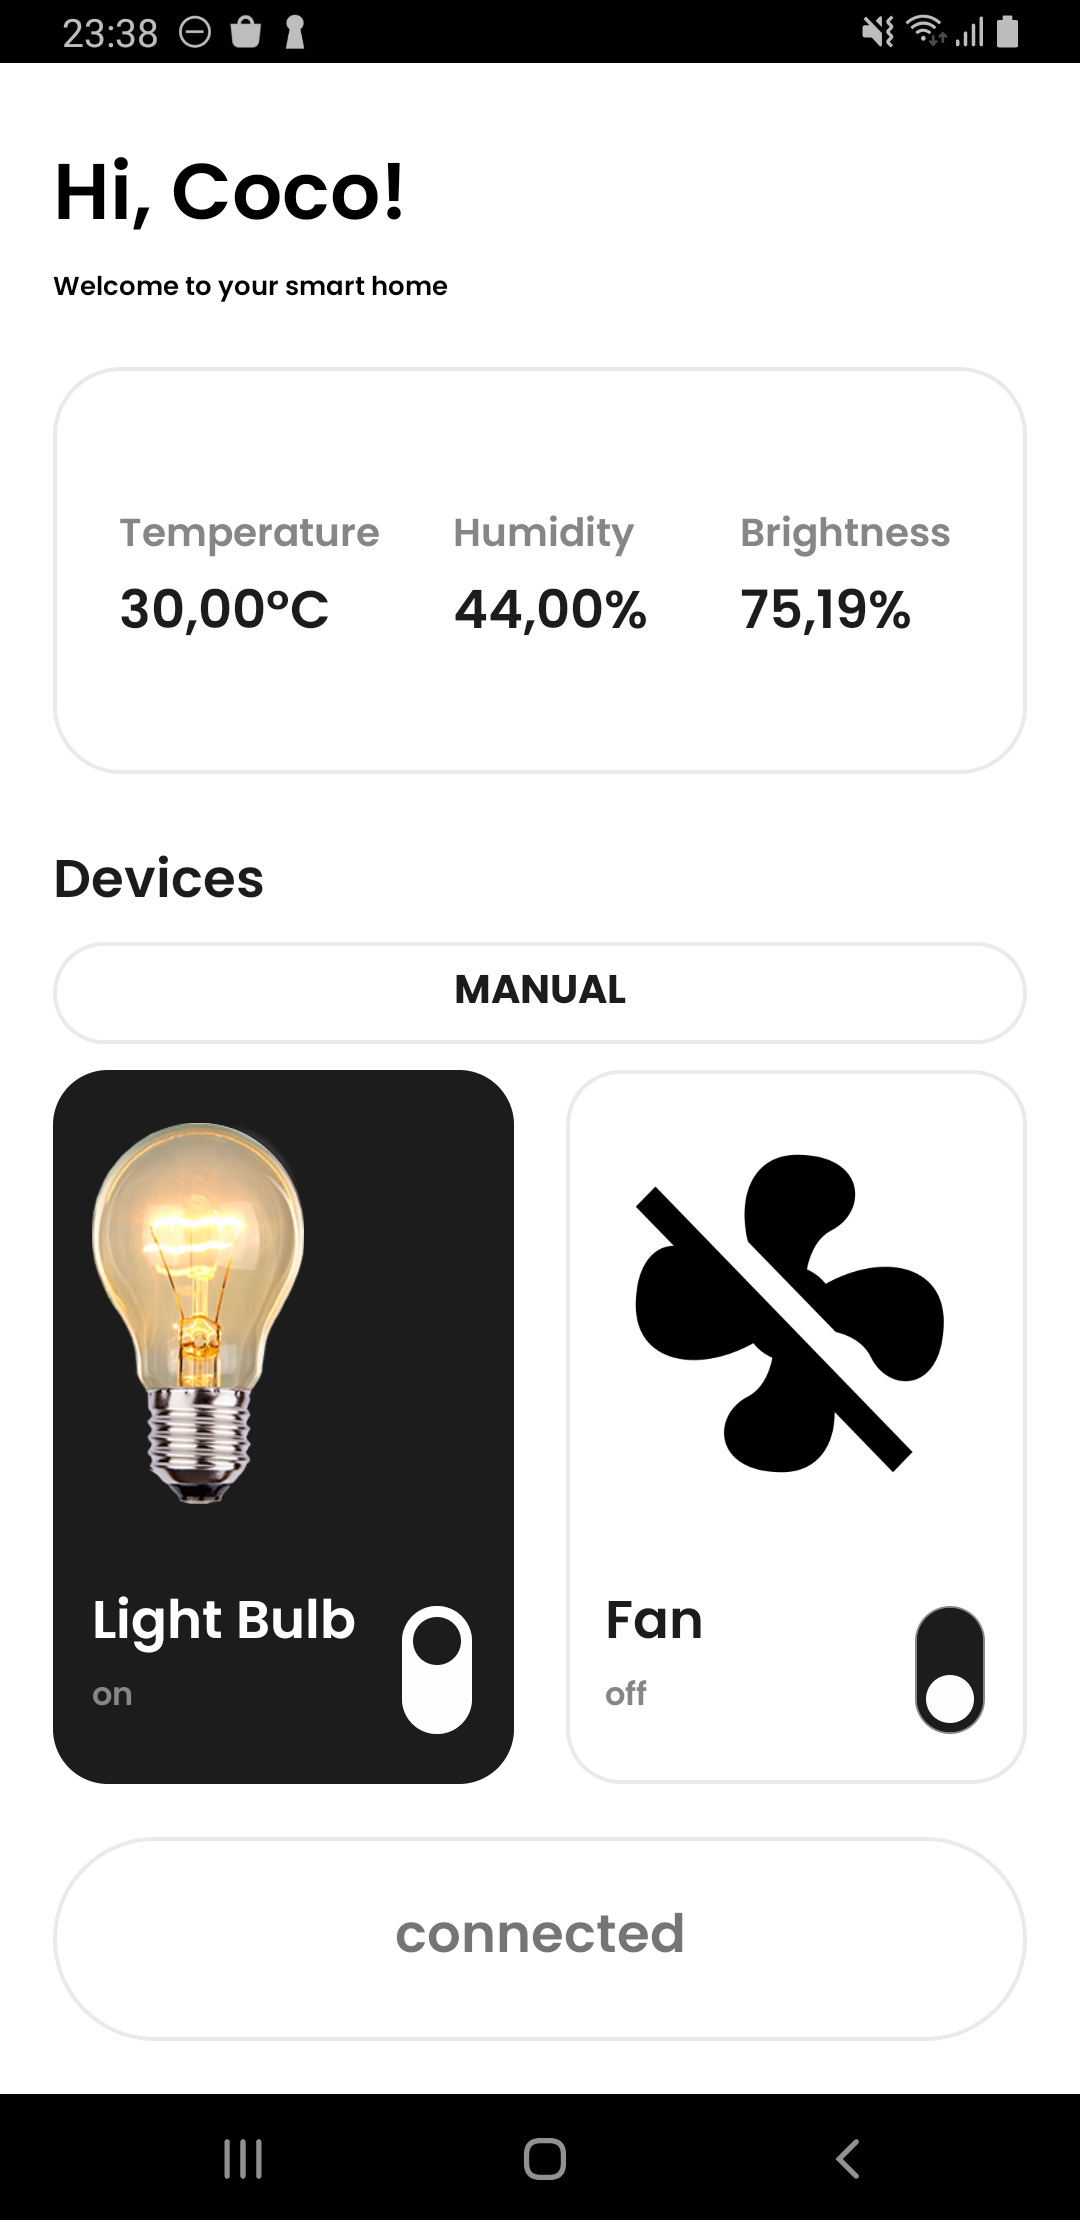 23:38
Hi, Coco!
Welcome to your smart home
Temperature Humidity Brightness
30,00°C 44,00% 75,19%
Devices
MANUAL
Light Bulb
on
Fan
off
connected